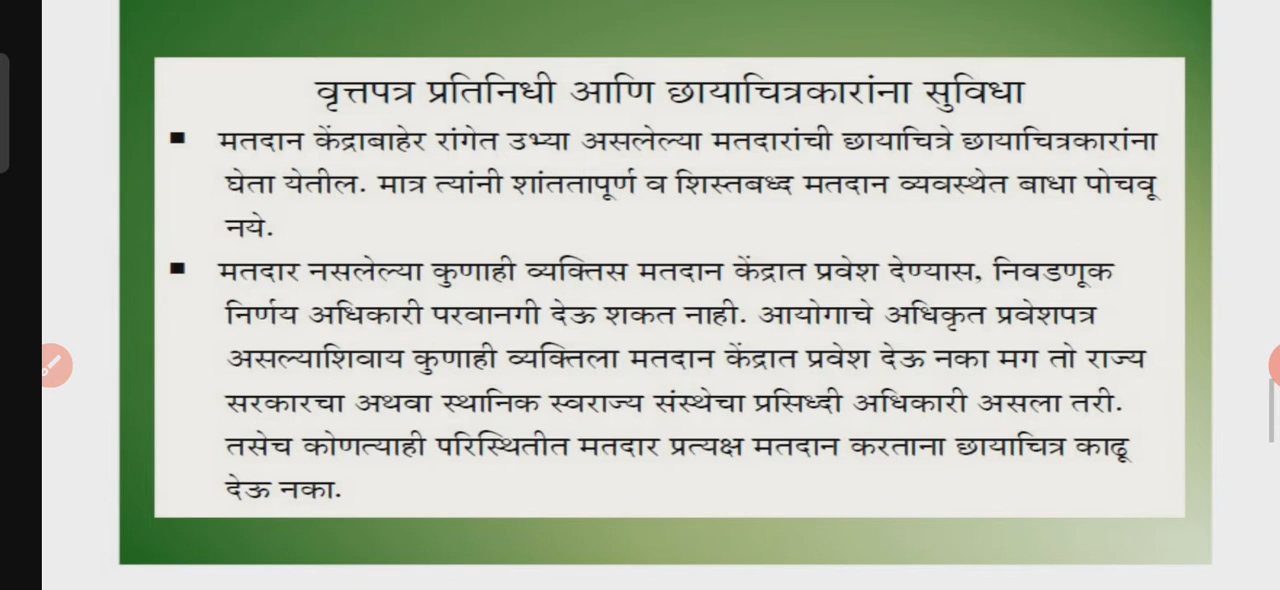 वृत्तपत्र प्रतिनिधी आणि छायाचित्रकारांना सुविधा
▪ मतदान केंद्राबाहेर रांगेत उभ्या असलेल्या मतदारांची छायाचित्रे छायाचित्रकारांना
घेता येतील. मात्र त्यांनी शांततापूर्ण व शिस्तबध्द मतदान व्यवस्थेत बाधा पोचवू
नये.
▪ मतदार नसलेल्या कुणाही व्यक्तिस मतदान केंद्रात प्रवेश देण्यास, निवडणूक
निर्णय अधिकारी परवानगी देऊ शकत नाही. आयोगाचे अधिकृत प्रवेशपत्र
असल्याशिवाय कुणाही व्यक्तिला मतदान केंद्रात प्रवेश देऊ नका मग तो राज्य
सरकारचा अथवा स्थानिक स्वराज्य संस्थेचा प्रसिध्दी अधिकारी असला तरी.
तसेच कोणत्याही परिस्थितीत मतदार प्रत्यक्ष मतदान करताना छायाचित्र काढू
देऊ नका.